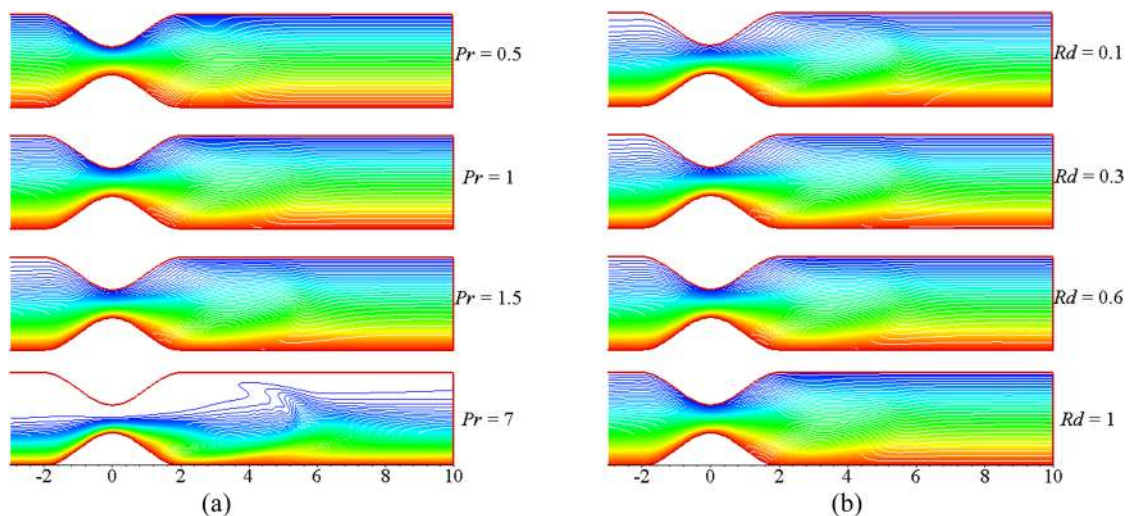 Pr = 0.5
Pr = 1
Pr = 1.5
Pr = 7
-2 0 2 4 6 8 10
(a)
Rd = 0.1
Rd = 0.3
Rd = 0.6
Rd = 1
-2 0 2 4 6 8 10
(b)